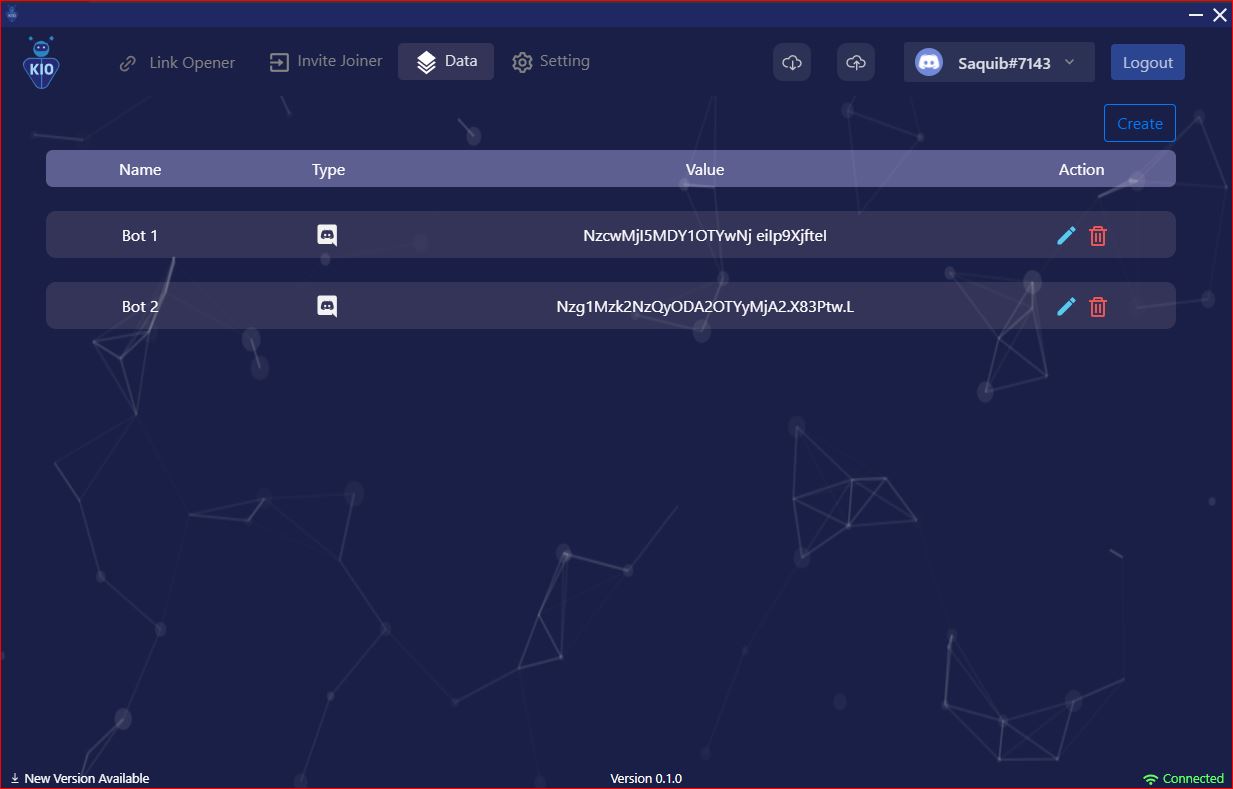 KIO
Link Opener
Invite Joiner
Data
Setting
Saquib#7143
Logout
Create
Name Type Value Action
Bot 1 NzcwMjI5MDY1OTYwNj eiIp9XjfteI
Bot 2 Nzg1Mzk2NzQyODA2OTYyMjA2.X83Ptw.L
New Version Available
Version 0.1.0
Connected